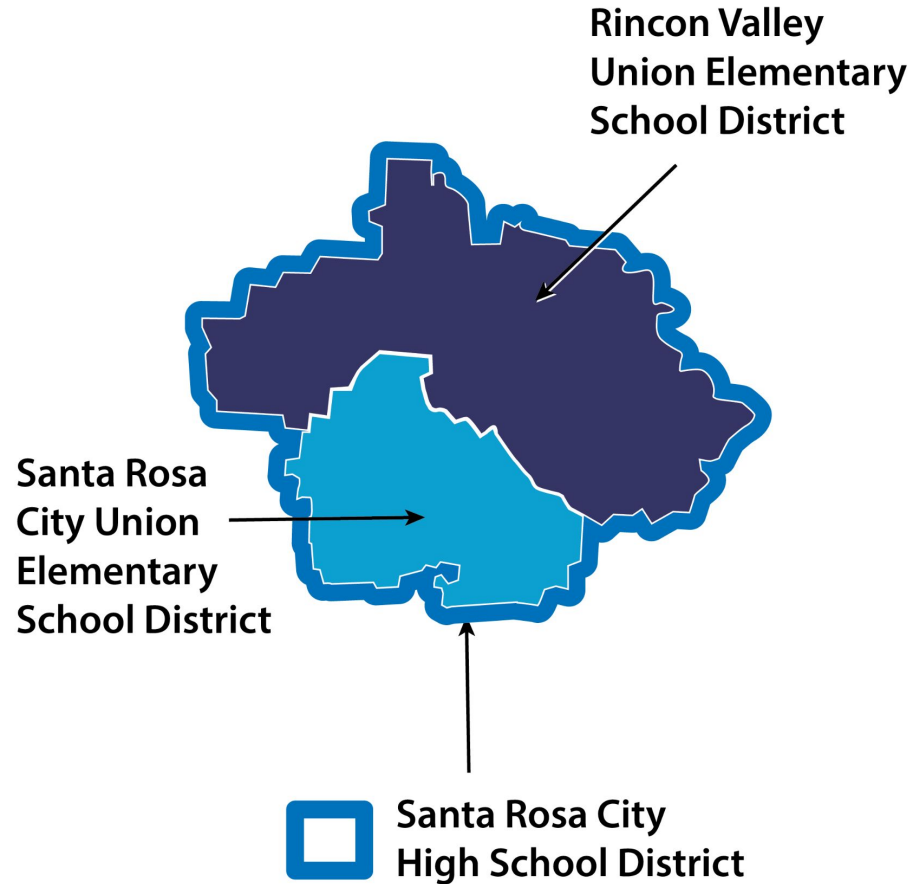 Rincon Valley
Union Elementary
School District
Santa Rosa
City Union
Elementary
School District
Santa Rosa City
High School District